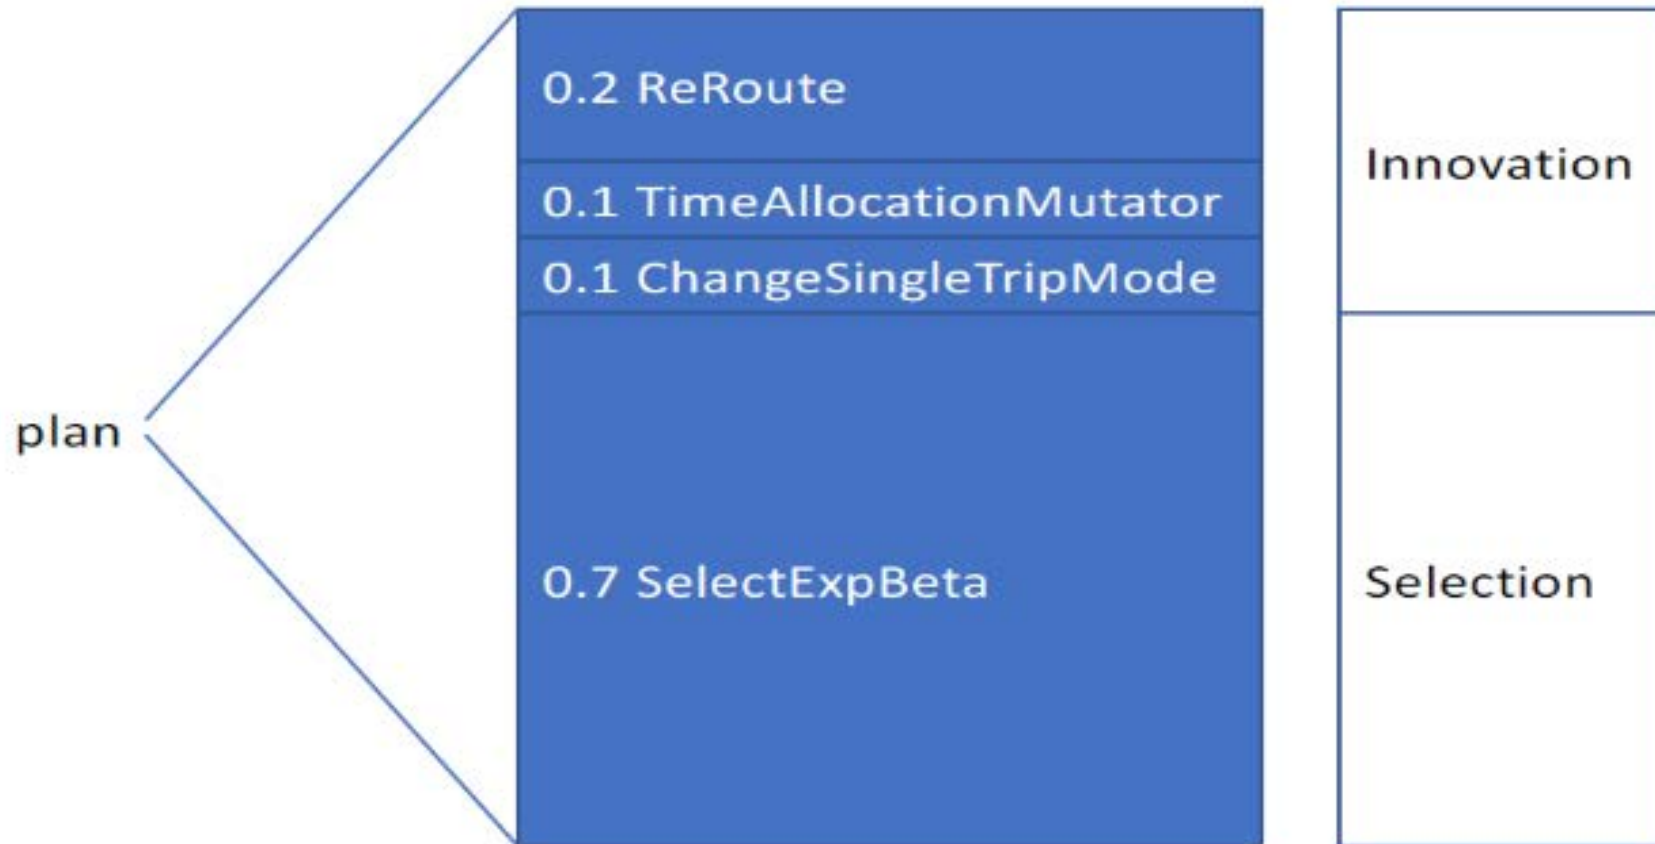 0.2 ReRoute
0.1 TimeAllocationMutator
0.1 ChangeSingleTripMode
0.7 SelectExpBeta
plan
Innovation
Selection